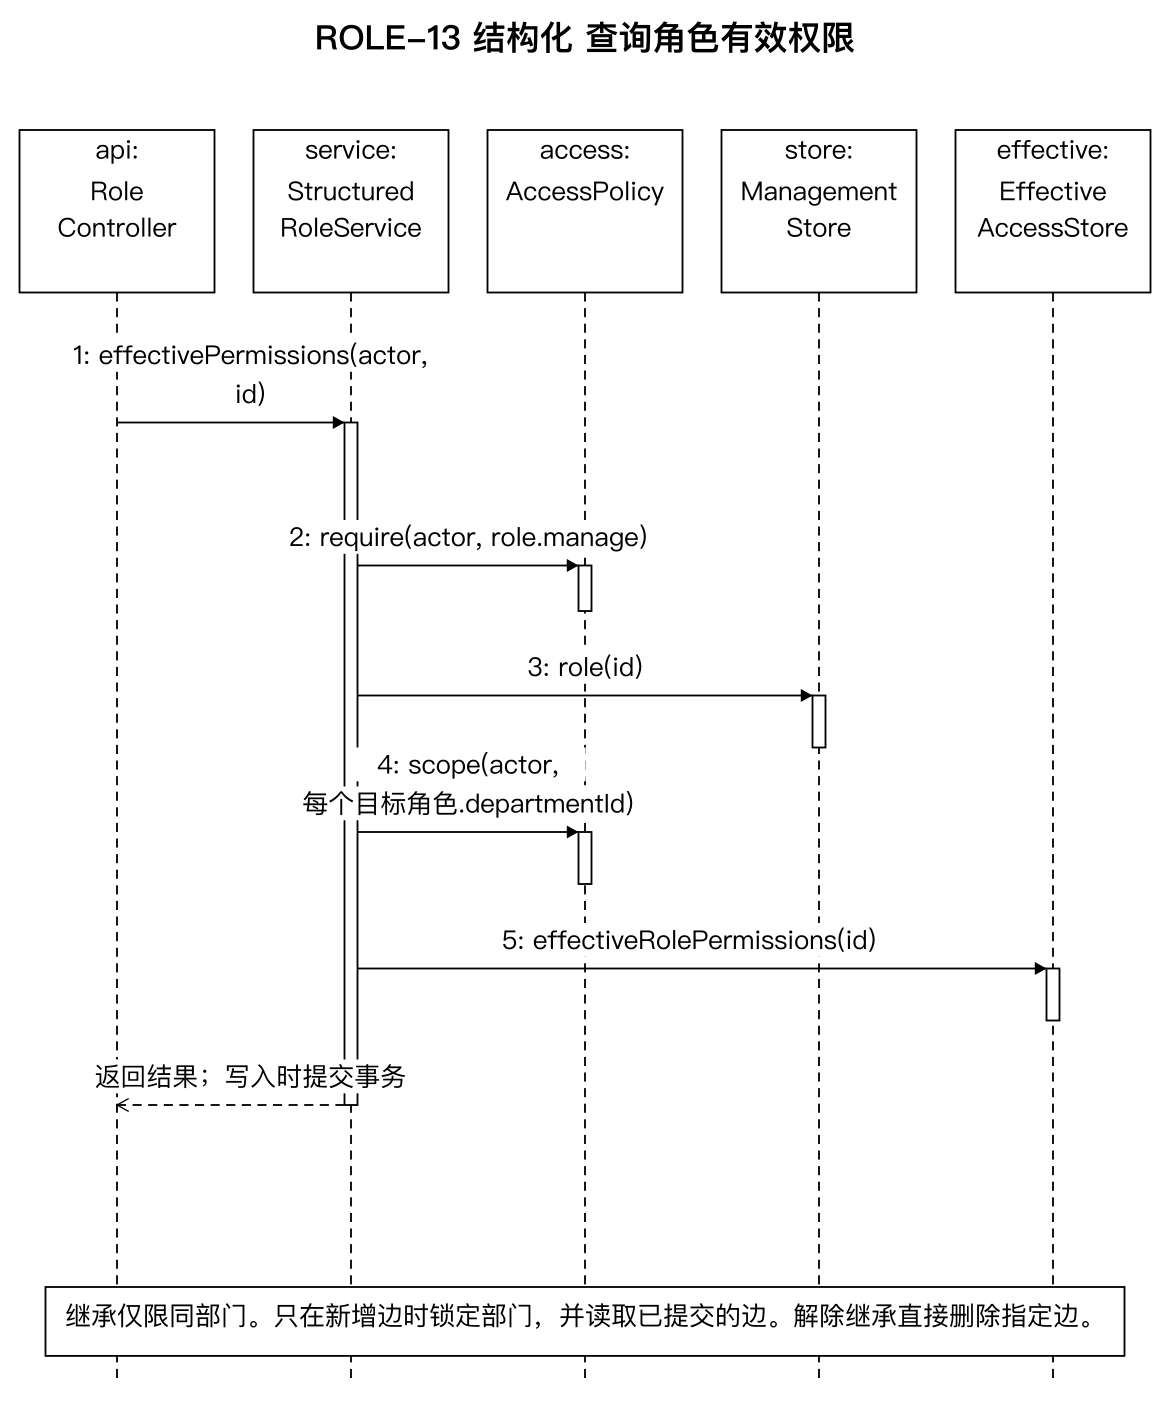 ROLE–13 结构化 查询角色有效权限
api:
Role
Controller
service:
Structured
RoleService
access:
AccessPolicy
store:
Management
Store
effective:
Effective
AccessStore
1: effectivePermissions(actor,
id)
2: require(actor, role.manage)
3: role(id)
4: scope(actor,
每个目标角色.departmentId)
5: effectiveRolePermissions(id)
返回结果；写入时提交事务
继承仅限同部门。只在新增边时锁定部门，并读取已提交的边。解除继承直接删除指定边。